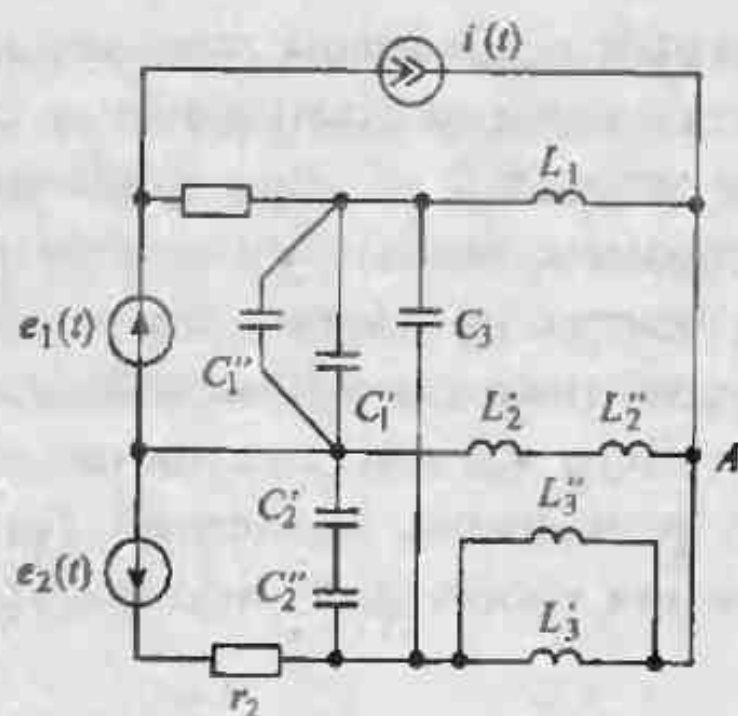 i(t)
L₁
e₁(t)
C₃
C₁''
C₁'
L₂'
L₂''
A
C₂'
L₃''
e₂(t)
C₂''
L₃'
r₂